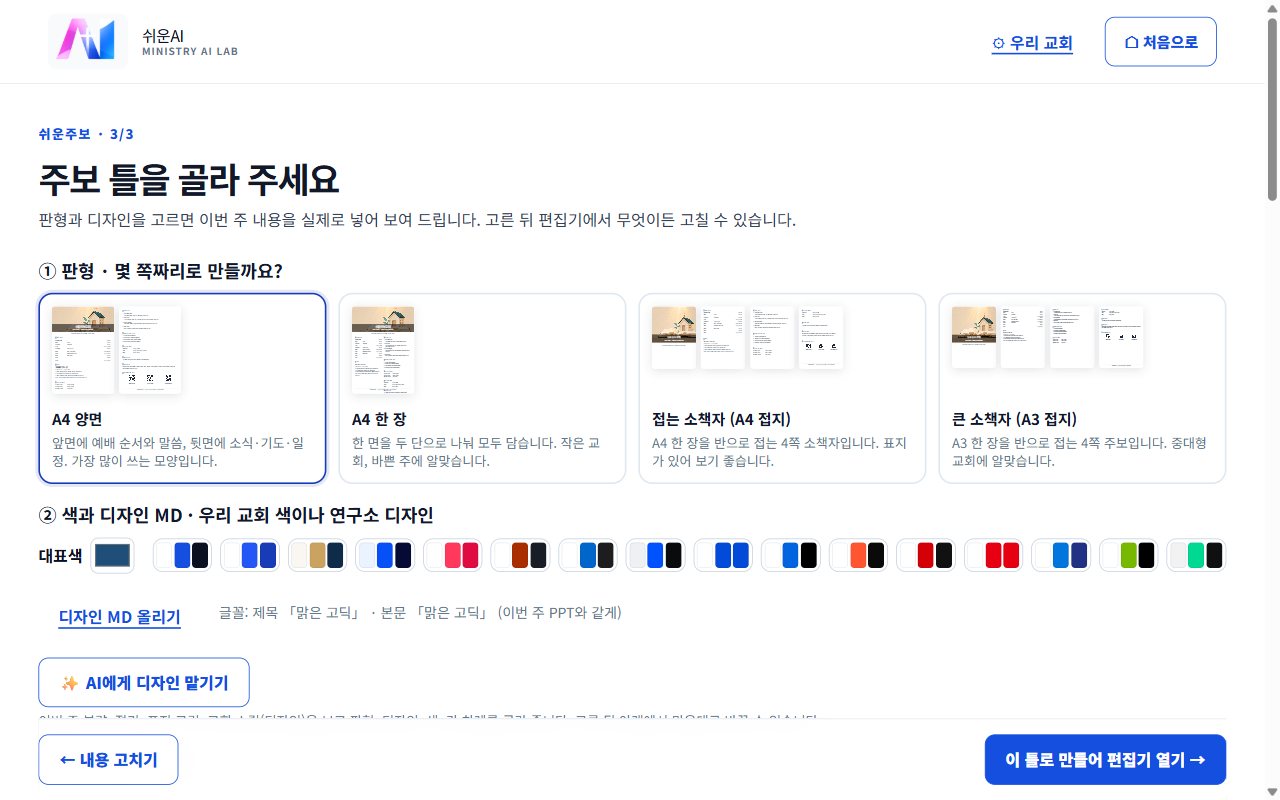 쉬운AI
MINISTRY AI LAB
우리 교회
처음으로
쉬운주보 · 3/3
주보 틀을 골라 주세요
판형과 디자인을 고르면 이번 주 내용을 실제로 넣어 보여 드립니다. 고른 뒤 편집기에서 무엇이든 고칠 수 있습니다.
① 판형 · 몇 쪽짜리로 만들까요?
A4 양면
앞면에 예배 순서와 말씀, 뒷면에 소식·기도·일
정. 가장 많이 쓰는 모양입니다.
A4 한 장
한 면을 두 단으로 나눠 모두 담습니다. 작은 교
회, 바쁜 주에 알맞습니다.
접는 소책자 (A4 접지)
A4 한 장을 반으로 접는 4쪽 소책자입니다. 표지
가 있어 보기 좋습니다.
큰 소책자 (A3 접지)
A3 한 장을 반으로 접는 4쪽 주보입니다. 중대형
교회에 알맞습니다.
② 색과 디자인 MD · 우리 교회 색이나 연구소 디자인
대표색
디자인 MD 올리기
글꼴: 제목 「맑은 고딕」 · 본문 「맑은 고딕」 (이번 주 PPT와 같게)
✨ AI에게 디자인 맡기기
← 내용 고치기
이 틀로 만들어 편집기 열기 →